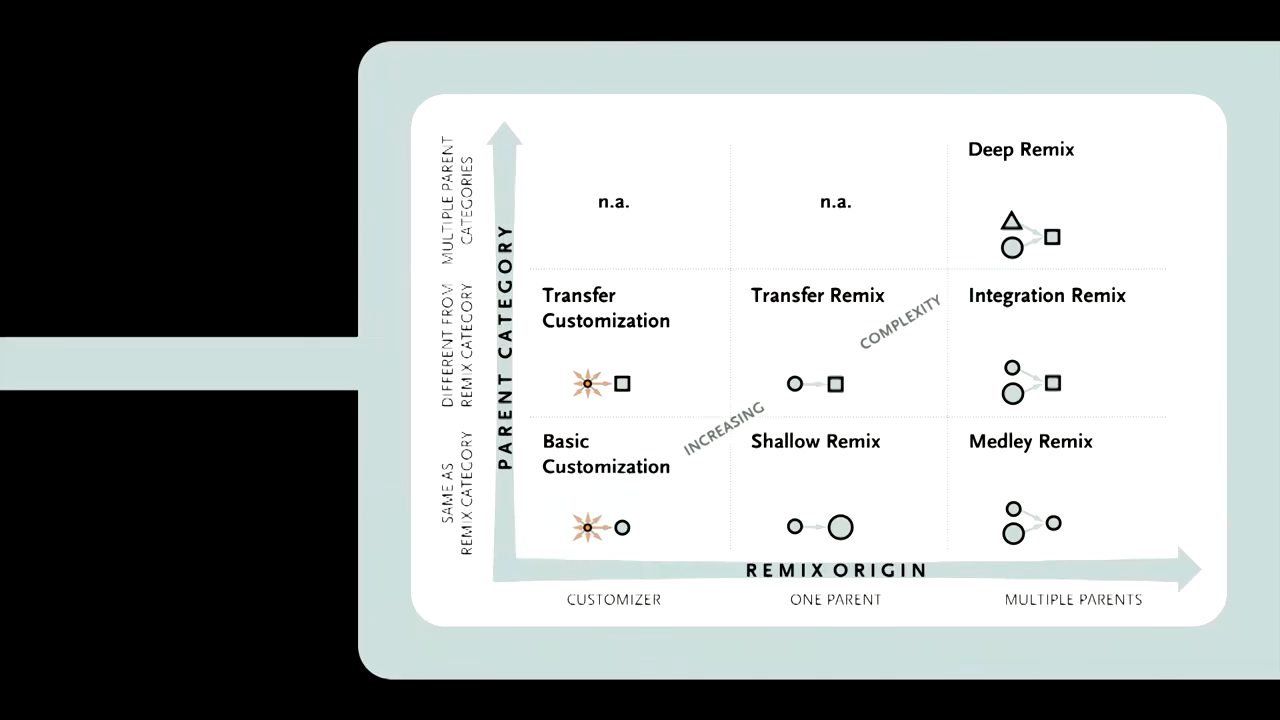 MULTIPLE PARENT
CATEGORIES
DIFFERENT FROM
REMIX CATEGORY
SAME AS
REMIX CATEGORY
PARENT CATEGORY
n.a.
n.a.
Deep Remix
Transfer
Customization
Transfer Remix
Integration Remix
COMPLEXITY
INCREASING
Basic
Customization
Shallow Remix
Medley Remix
REMIX ORIGIN
CUSTOMIZER
ONE PARENT
MULTIPLE PARENTS